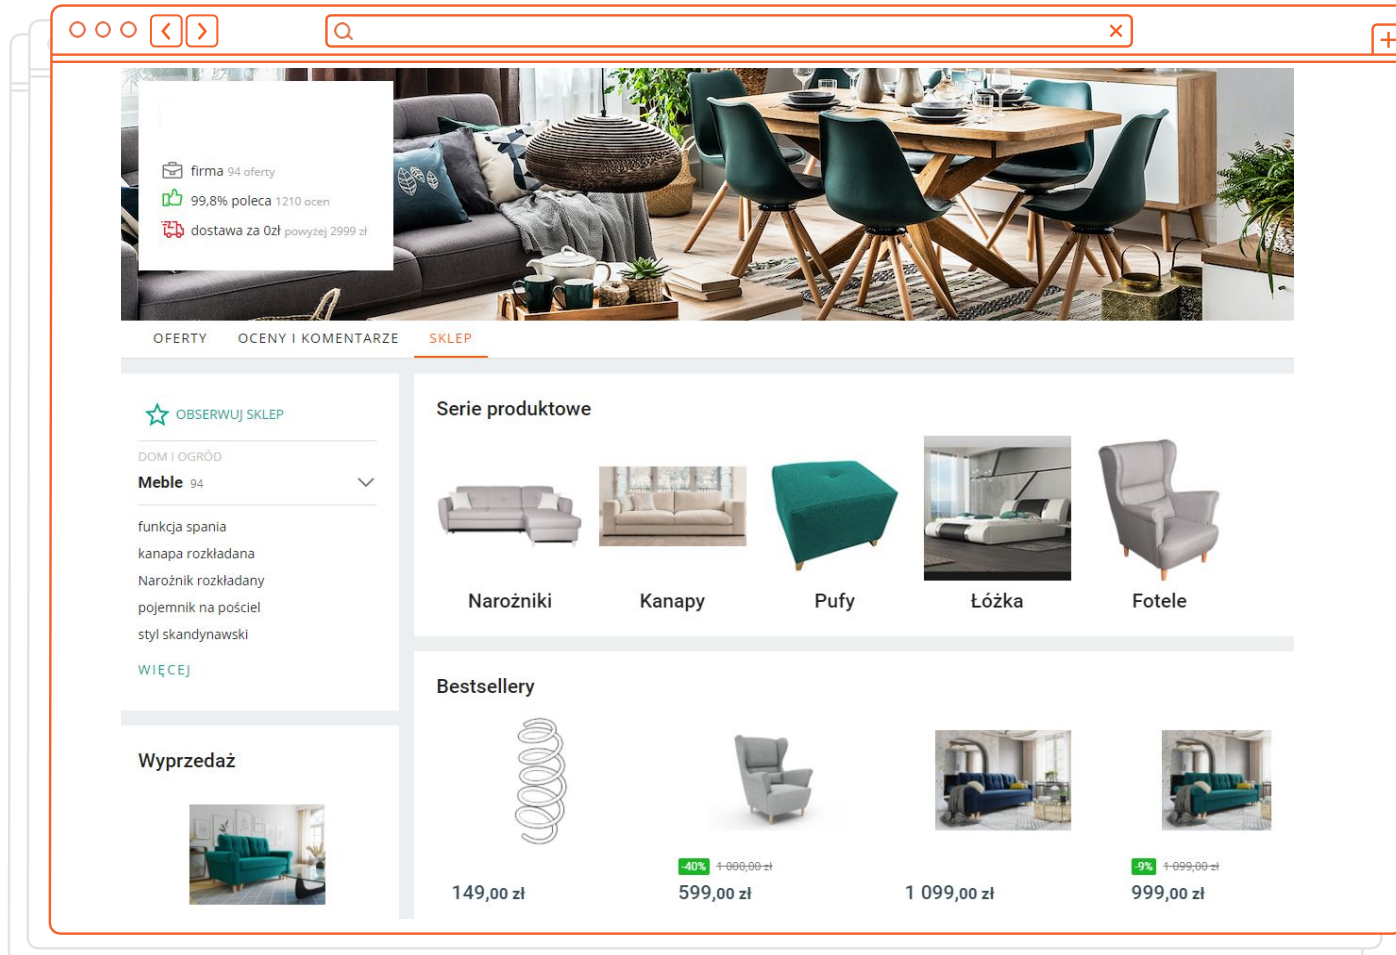 firma 94 oferty
99,8% poleca 1210 ocen
dostawa za 0zł powyżej 2999 zł
OFERTY OCENY I KOMENTARZE SKLEP
OBSERWUJ SKLEP
DOM I OGRÓD
Meble 94
funkcja spania
kanapa rozkładana
Narożnik rozkładany
pojemnik na pościel
styl skandynawski
WIĘCEJ
Wyprzedaż
Serie produktowe
Narożniki Kanapy Pufy Łóżka Fotele
Bestsellery
-40% 1 000,00 zł -9% 1 099,00 zł
149,00 zł 599,00 zł 1 099,00 zł 999,00 zł